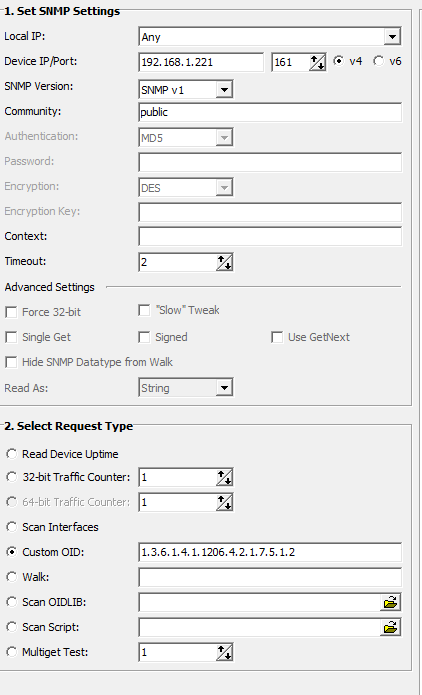 1. Set SNMP Settings
Local IP: Any
Device IP/Port: 192.168.1.221 161 v4 v6
SNMP Version: SNMP v1
Community: public
Authentication: MD5
Password:
Encryption: DES
Encryption Key:
Context:
Timeout: 2
Advanced Settings
Force 32-bit "Slow" Tweak
Single Get Signed Use GetNext
Hide SNMP Datatype from Walk
Read As: String
2. Select Request Type
Read Device Uptime
32-bit Traffic Counter: 1
64-bit Traffic Counter: 1
Scan Interfaces
Custom OID: 1.3.6.1.4.1.1206.4.2.1.7.5.1.2
Walk:
Scan OIDLIB:
Scan Script:
Multiget Test: 1